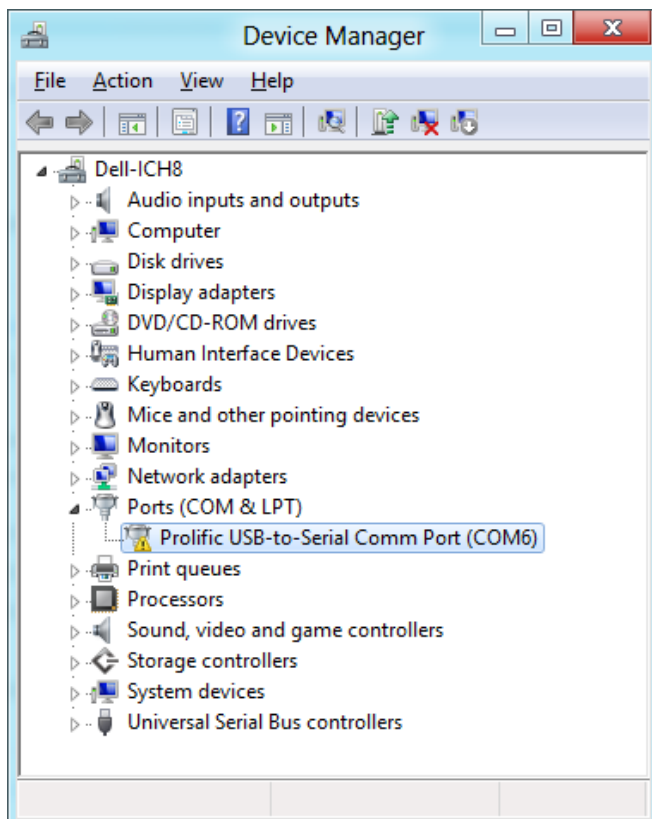 Device Manager
File Action View Help
Dell-ICH8
Audio inputs and outputs
Computer
Disk drives
Display adapters
DVD/CD-ROM drives
Human Interface Devices
Keyboards
Mice and other pointing devices
Monitors
Network adapters
Ports (COM & LPT)
Prolific USB-to-Serial Comm Port (COM6)
Print queues
Processors
Sound, video and game controllers
Storage controllers
System devices
Universal Serial Bus controllers